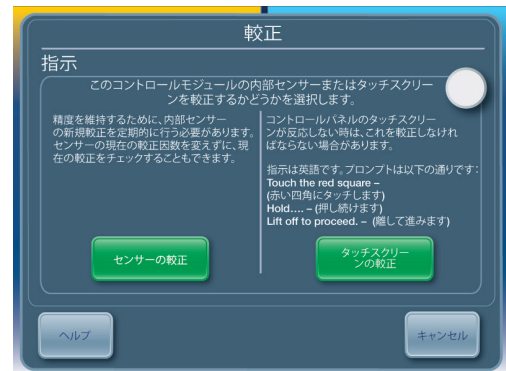 較正
指示
このコントロールモジュールの内部センサーまたはタッチスクリー
ンを較正するかどうかを選択します。
精度を維持するために、内部センサー
の新規較正を定期的に行う必要があります。
センサーの現在の較正因数を変えずに、現
在の較正をチェックすることもできます。
コントロールパネルのタッチスクリー
ンが反応しない時は、これを較正しなけれ
ばならない場合があります。
指示は英語です。プロンプトは以下の通りです:
Touch the red square –
(赤い四角にタッチします)
Hold.... – (押し続けます)
Lift off to proceed. – (離して進みます)
センサーの較正
タッチスクリー
ンの較正
ヘルプ
キャンセル